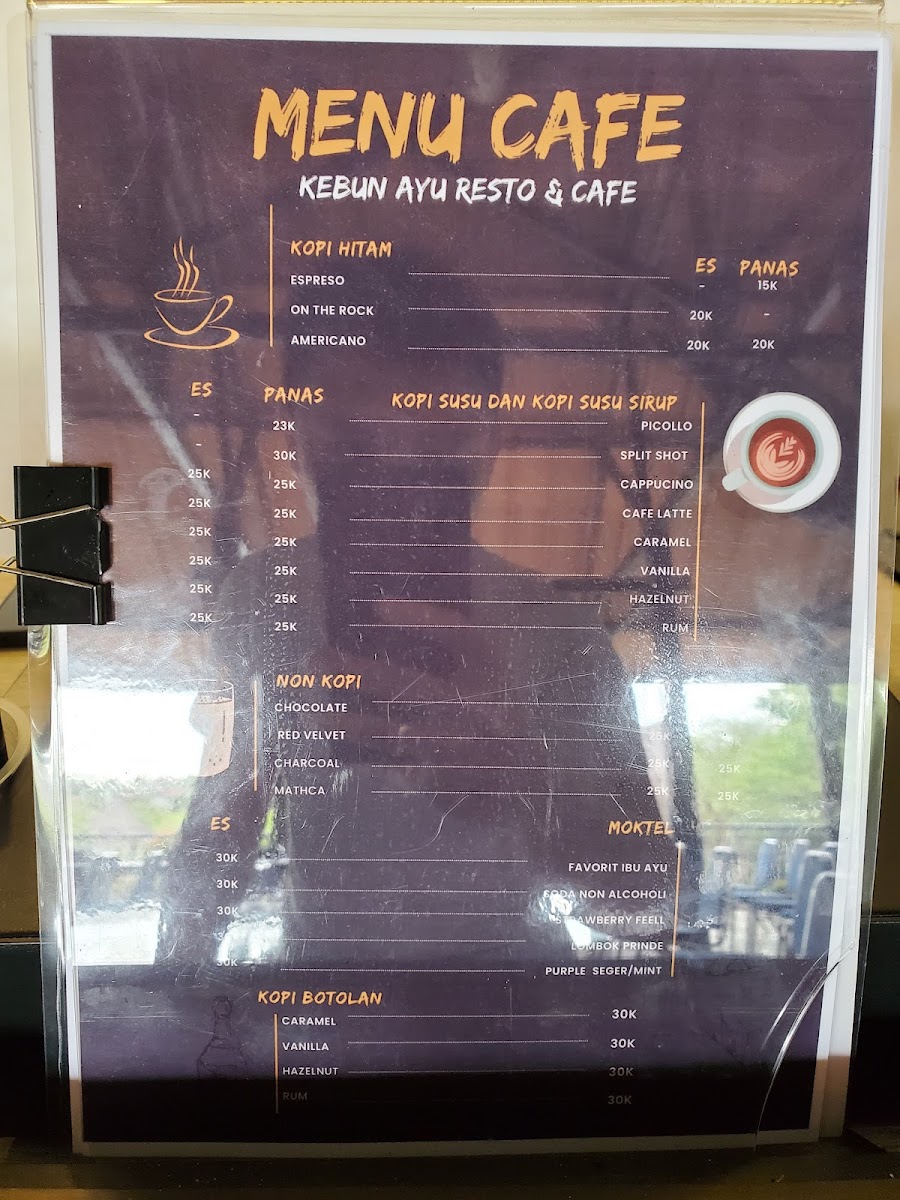 MENU CAFE
KEBUN AYU RESTO & CAFE
KOPI HITAM ES PANAS
ESPRESO - 15K
ON THE ROCK 20K -
AMERICANO 20K 20K
ES PANAS KOPI SUSU DAN KOPI SUSU SIRUP
- 23K PICOLLO
- 30K SPLIT SHOT
25K 25K CAPPUCINO
25K 25K CAFE LATTE
25K 25K CARAMEL
25K 25K VANILLA
25K 25K HAZELNUT
25K 25K RUM
NON KOPI
CHOCOLATE
RED VELVET 25K
CHARCOAL 25K 25K
MATHCA 25K 25K
ES MOKTEL
30K FAVORIT IBU AYU
30K SODA NON ALCOHOLI
30K STRAWBERRY FEELL
LOMBOK PRINDE
30K PURPLE SEGER/MINT
KOPI BOTOLAN
CARAMEL 30K
VANILLA 30K
HAZELNUT 30K
RUM 30K